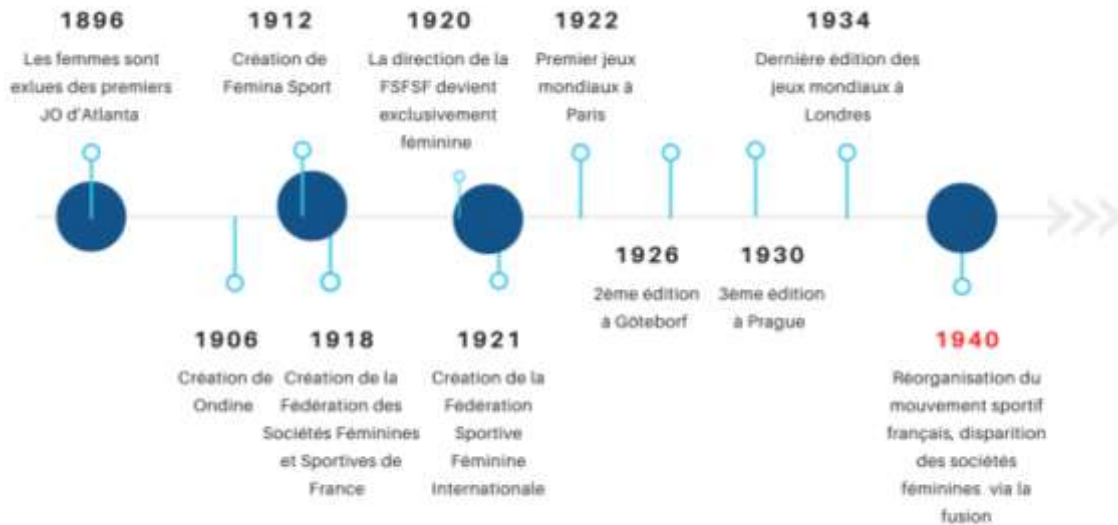 1896
Les femmes sont
exlues des premiers
JO d'Atlanta
1912
Création de
Femina Sport
1920
La direction de la
FSFSF devient
exclusivement
féminine
1922
Premier jeux
mondiaux à
Paris
1934
Dernière édition des
jeux mondiaux à
Londres
1906
Création de
Ondine
1918
Création de la
Fédération des
Sociétés Féminines
et Sportives de
France
1921
Création de la
Fedération
Sportive
Féminine
Internationale
1926
2ème édition
à Göteborf
1930
3ème édition
à Prague
1940
Réorganisation du
mouvement sportif
français, disparition
des sociétés
féminines via la
fusion